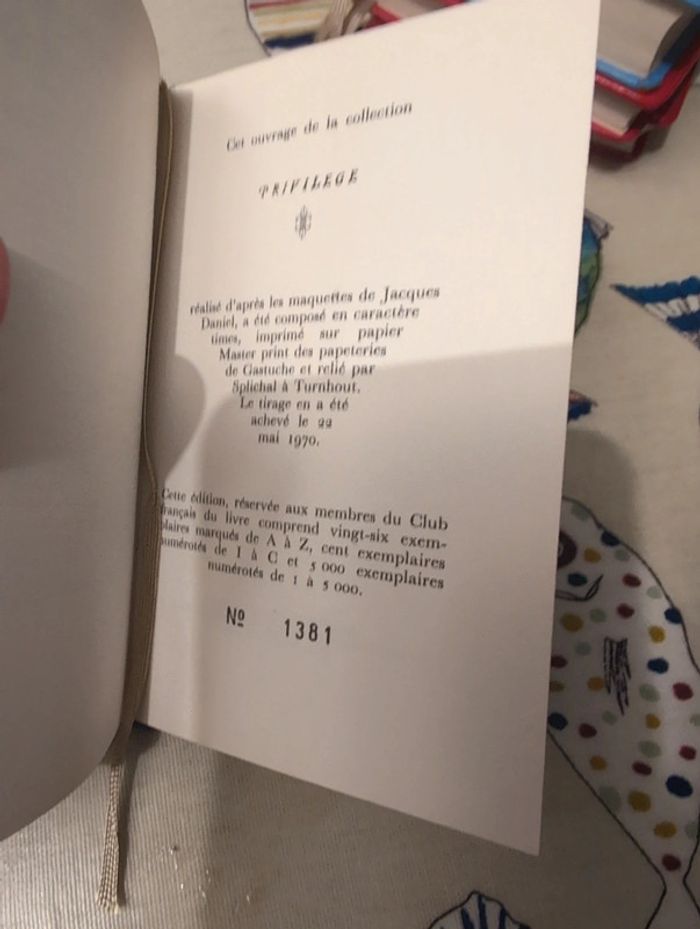 Cet ouvrage de la collection
PRIVILEGE
réalisé d'après les maquettes de Jacques
Daniel, a été composé en caractère
times, imprimé sur papier
Master print des papeteries
de Gastuche et relié par
Splichal à Turnhout.
Le tirage en a été
achevé le 22
mai 1970.
Cette édition, réservée aux membres du Club
français du livre comprend vingt-six exem-
plaires marqués de A à Z, cent exemplaires
numérotés de I à C et 5 000 exemplaires
numérotés de 1 à 5 000.
Nº 1381